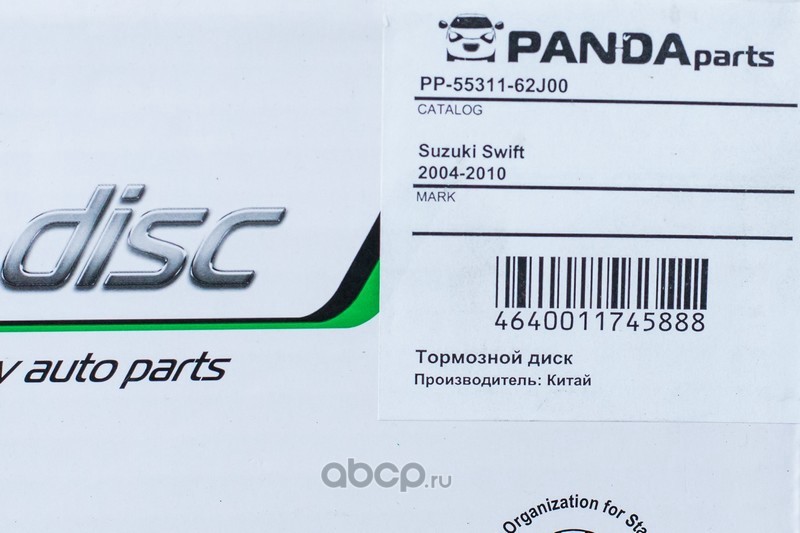 PANDAparts
PP-55311-62J00
CATALOG
Suzuki Swift
2004-2010
MARK
4640011745888
Тормозной диск
Производитель: Китай
disc
auto parts
abcp.ru
Organization for